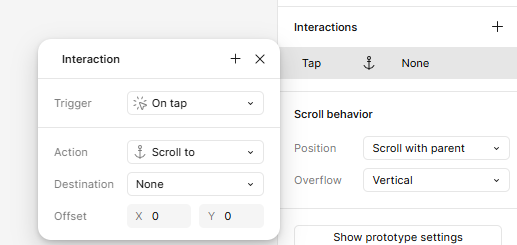 Interaction
Trigger
On tap
Action
Scroll to
Destination
None
Offset
X 0
Y 0
Interactions
Tap
None
Scroll behavior
Position
Scroll with parent
Overflow
Vertical
Show prototype settings